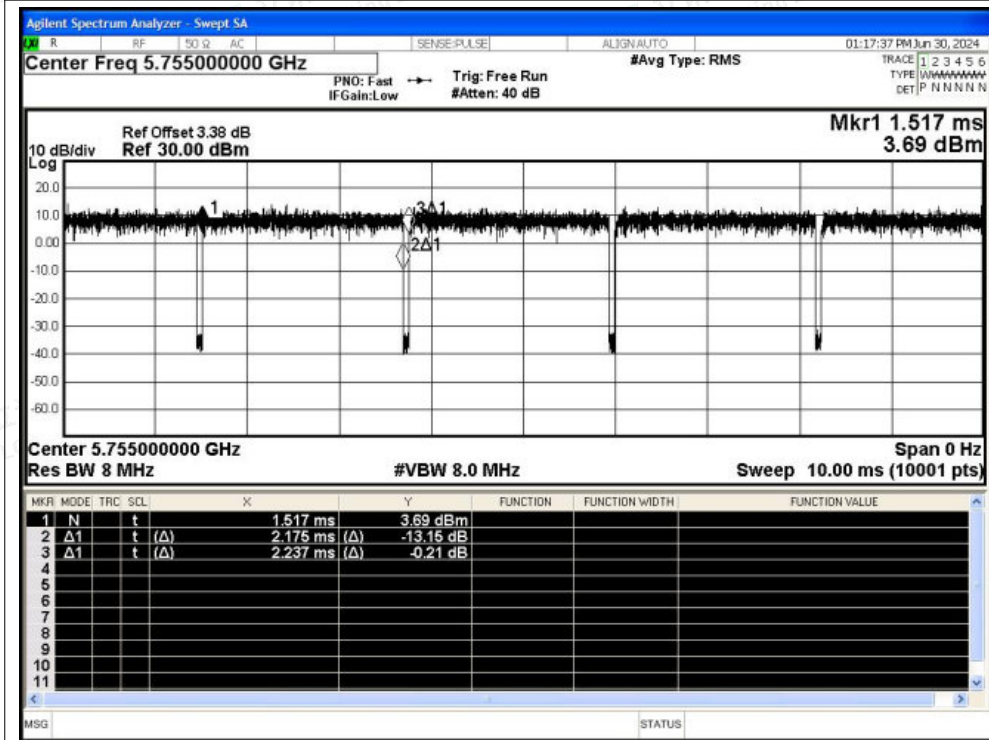 Agilent Spectrum Analyzer - Swept SA
LXI R RF 50 Ω AC SENSE:PULSE ALIGNAUTO 01:17:37 PM Jun 30, 2024
Center Freq 5.755000000 GHz #Avg Type: RMS TRACE 1 2 3 4 5 6
PNO: Fast Trig: Free Run TYPE WWWWWW
IFGain:Low #Atten: 40 dB DET P N N N N N
Mkr1 1.517 ms
3.69 dBm
Ref Offset 3.38 dB
10 dB/div Ref 30.00 dBm
Log
20.0
10.0
0.00
-10.0
-20.0
-30.0
-40.0
-50.0
-60.0
1
3Δ1
2Δ1
Center 5.755000000 GHz Span 0 Hz
Res BW 8 MHz #VBW 8.0 MHz Sweep 10.00 ms (10001 pts)
MKR MODE TRC SCL X Y FUNCTION FUNCTION WIDTH FUNCTION VALUE
1 N t 1.517 ms 3.69 dBm
2 Δ1 t (Δ) 2.175 ms (Δ) -13.15 dB
3 Δ1 t (Δ) 2.237 ms (Δ) -0.21 dB
4
5
6
7
8
9
10
11
MSG STATUS